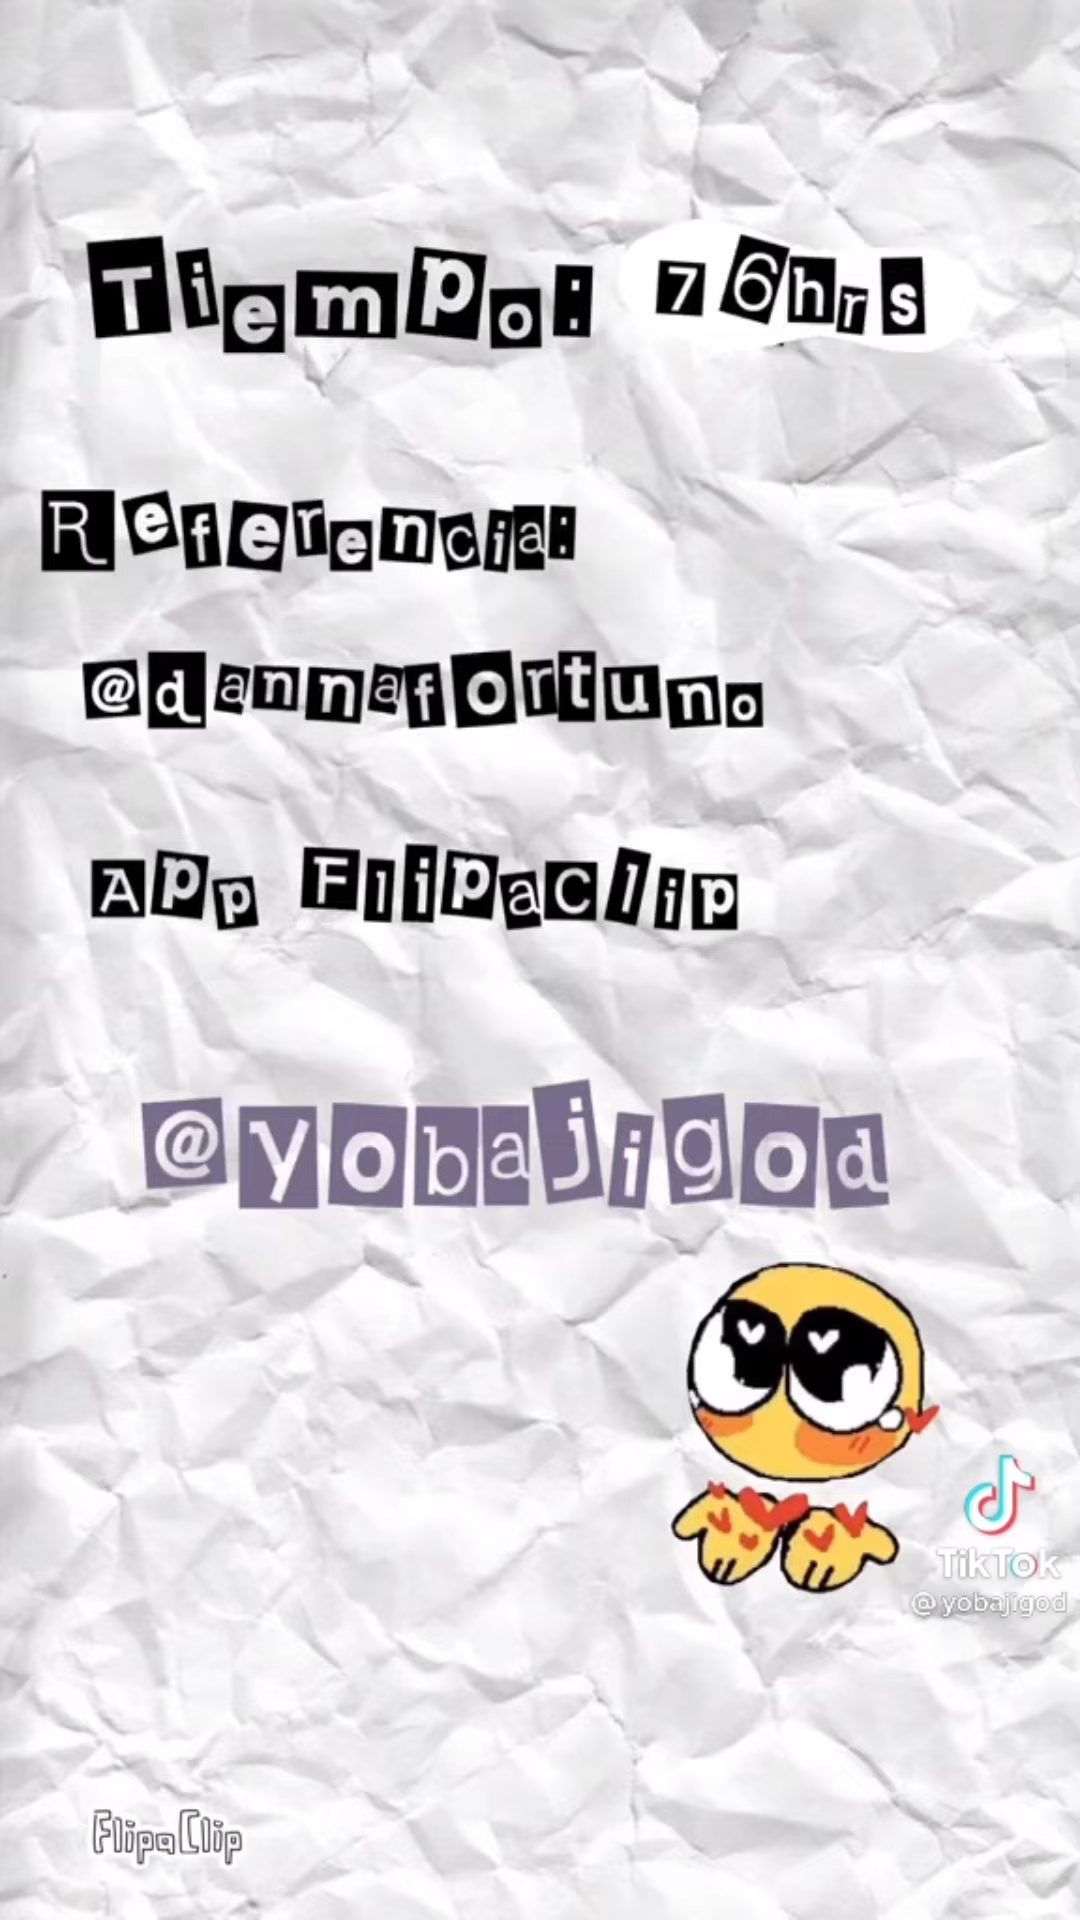 Tiempo: 76hrs
Referencia:
@dannafortuno
App FlipaClip
@yobajigod
TikTok
@yobajigod
FlipaClip